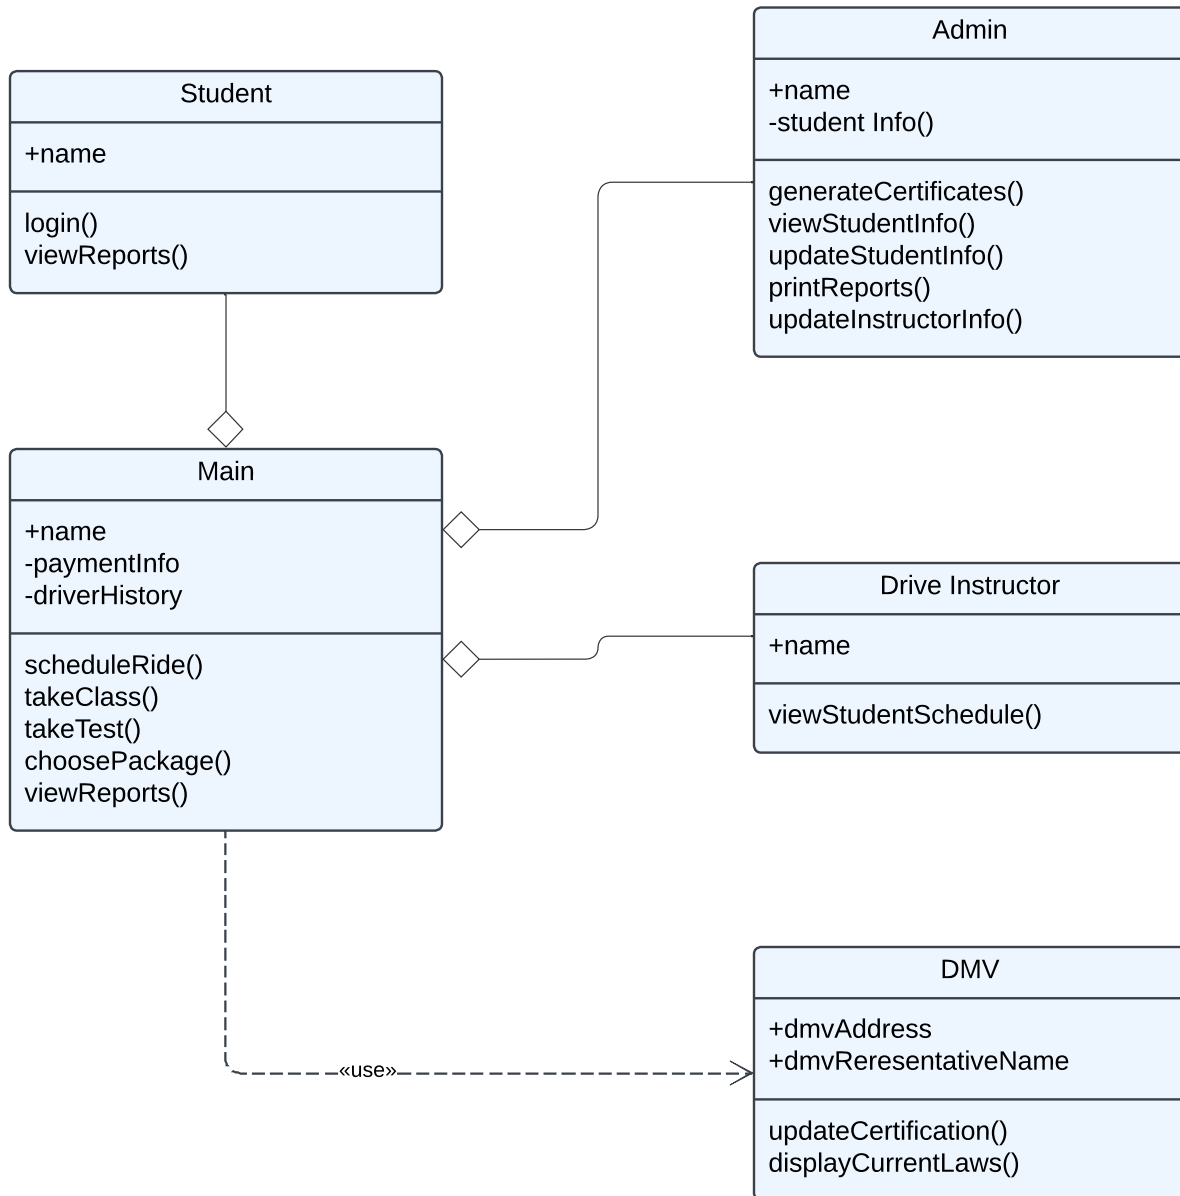 Student
+name
login()
viewReports()
Admin
+name
-student Info()
generateCertificates()
viewStudentInfo()
updateStudentInfo()
printReports()
updateInstructorInfo()
Main
+name
-paymentInfo
-driverHistory
scheduleRide()
takeClass()
takeTest()
choosePackage()
viewReports()
Drive Instructor
+name
viewStudentSchedule()
«use»
DMV
+dmvAddress
+dmvReresentativeName
updateCertification()
displayCurrentLaws()